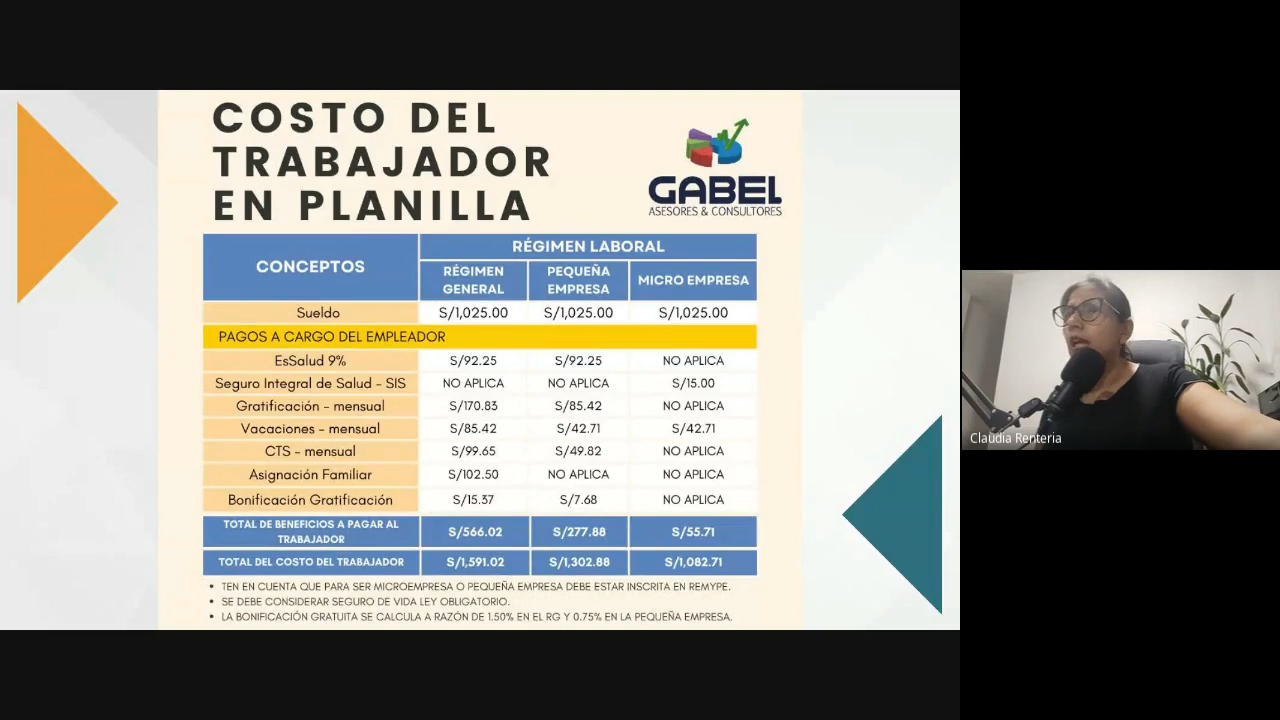 COSTO DEL
TRABAJADOR
EN PLANILLA
GABEL
ASESORES & CONSULTORES
CONCEPTOS
RÉGIMEN LABORAL
RÉGIMEN
GENERAL
PEQUEÑA
EMPRESA
MICRO EMPRESA
Sueldo S/1,025.00 S/1,025.00 S/1,025.00
PAGOS A CARGO DEL EMPLEADOR
EsSalud 9% S/92.25 S/92.25 NO APLICA
Seguro Integral de Salud - SIS NO APLICA NO APLICA S/15.00
Gratificación - mensual S/170.83 S/85.42 NO APLICA
Vacaciones - mensual S/85.42 S/42.71 S/42.71
CTS - mensual S/99.65 S/49.82 NO APLICA
Asignación Familiar S/102.50 NO APLICA NO APLICA
Bonificación Gratificación S/15.37 S/7.68 NO APLICA
TOTAL DE BENEFICIOS A PAGAR AL
TRABAJADOR
S/566.02 S/277.88 S/55.71
TOTAL DEL COSTO DEL TRABAJADOR S/1,591.02 S/1,302.88 S/1,082.71
• TEN EN CUENTA QUE PARA SER MICROEMPRESA O PEQUEÑA EMPRESA DEBE ESTAR INSCRITA EN REMYPE.
• SE DEBE CONSIDERAR SEGURO DE VIDA LEY OBLIGATORIO.
• LA BONIFICACIÓN GRATUITA SE CALCULA A RAZÓN DE 1.50% EN EL RG Y 0.75% EN LA PEQUEÑA EMPRESA.
Claudia Renteria